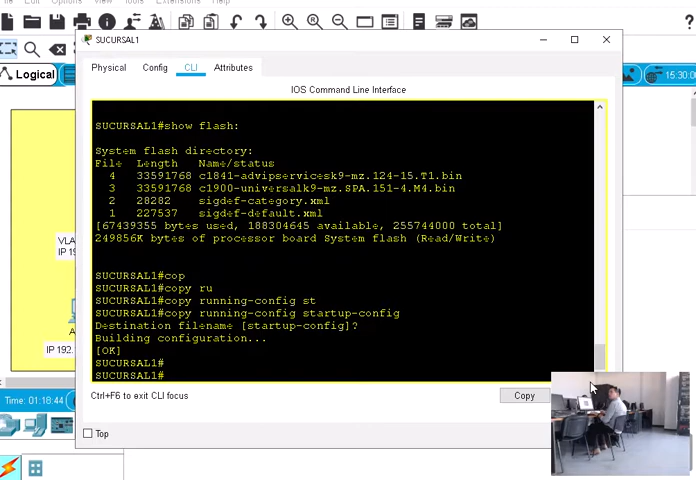 File Edit View Tools Extensions Help
SUCURSAL1
Physical Config CLI Attributes
Logical
15:30:00
IOS Command Line Interface
SUCURSAL1#show flash:
System flash directory:
File Length Name/status
4 33591768 c1841-advipservicesk9-mz.124-15.T1.bin
3 33591768 c1900-universalk9-mz.SPA.151-4.M4.bin
2 28282 sigdef-category.xml
1 227537 sigdef-default.xml
[67439355 bytes used, 188304645 available, 255744000 total]
249856K bytes of processor board System flash (Read/Write)
VLA
IP 19
SUCURSAL1#cop
SUCURSAL1#copy ru
SUCURSAL1#copy running-config st
SUCURSAL1#copy running-config startup-config
Destination filename [startup-config]?
Building configuration...
[OK]
SUCURSAL1#
SUCURSAL1#
A
IP 192.
Ctrl+F6 to exit CLI focus
Copy
Time: 01:18:44
Top